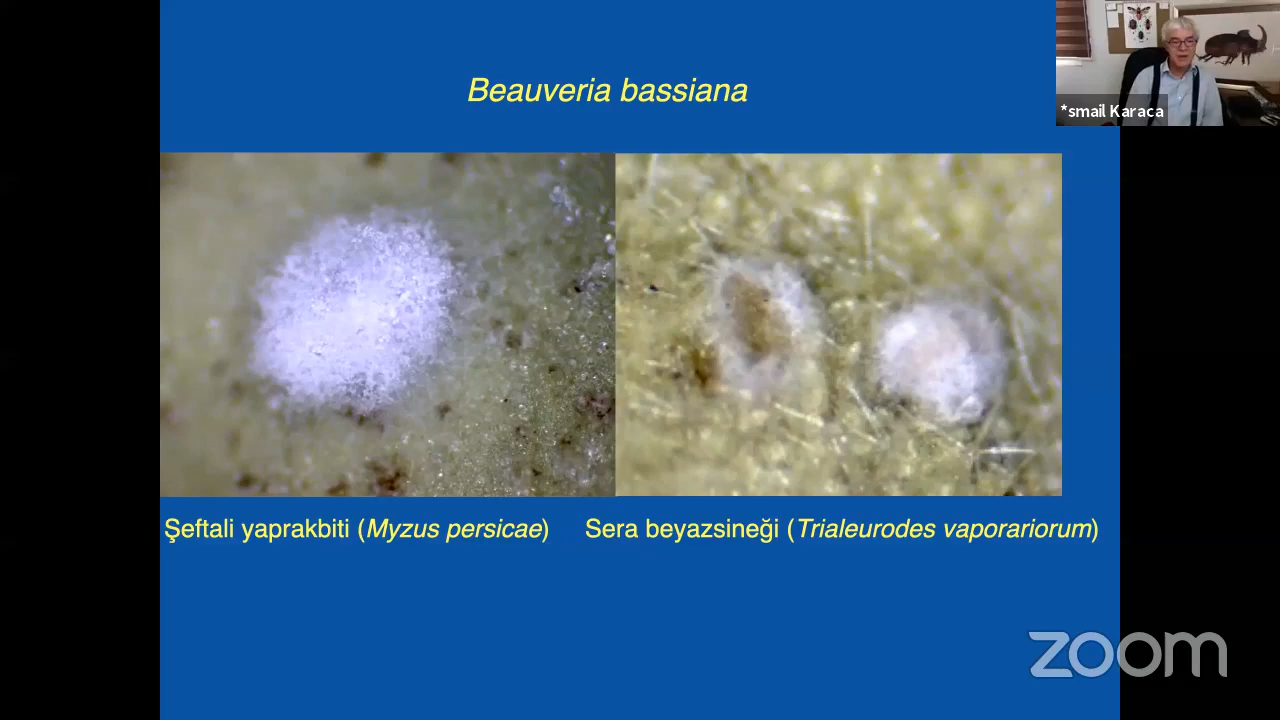 Beauveria bassiana
*smail Karaca
Şeftali yaprakbiti (Myzus persicae)
Sera beyazsineği (Trialeurodes vaporariorum)
zoom